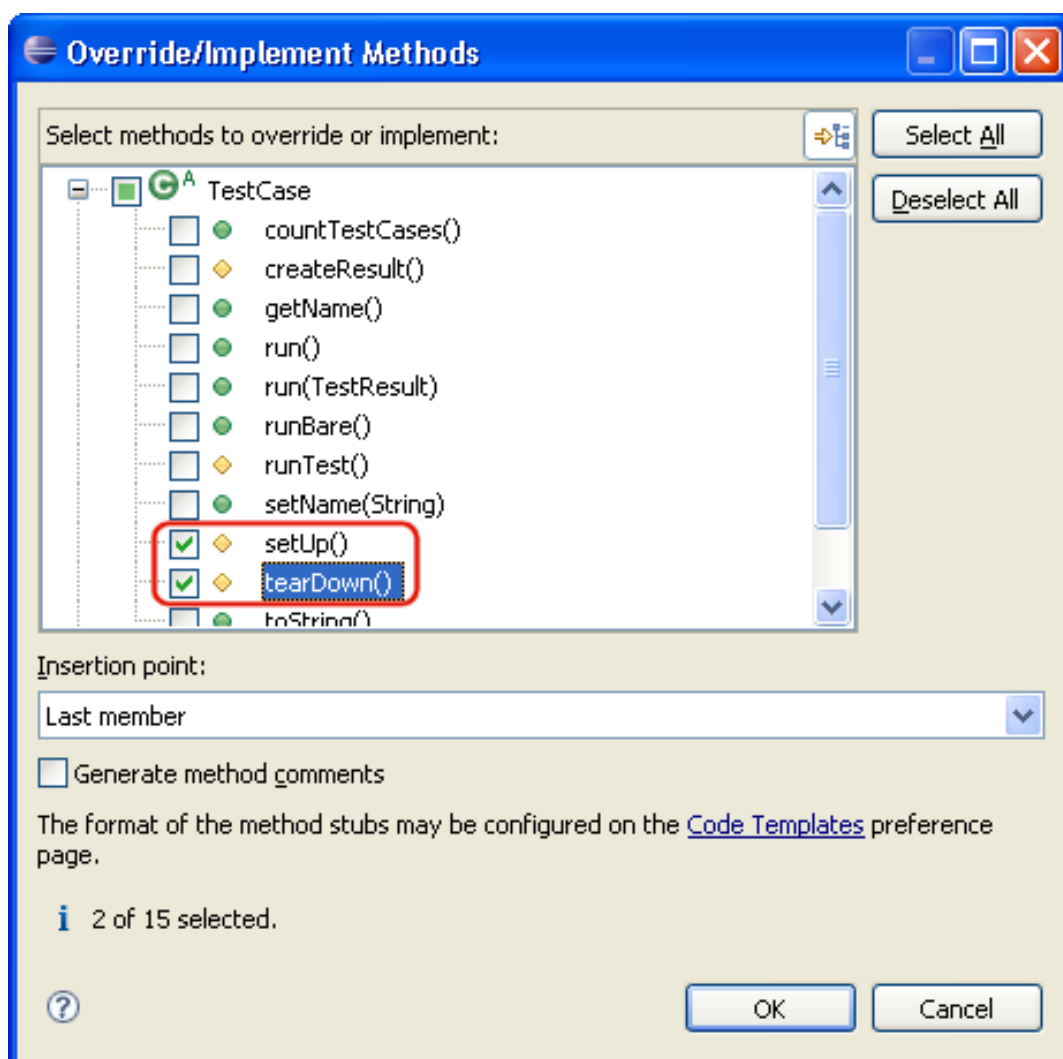 Override/Implement Methods
Select methods to override or implement:
Select All
Deselect All
TestCase
countTestCases()
createResult()
getName()
run()
run(TestResult)
runBare()
runTest()
setName(String)
setUp()
tearDown()
toString()
Insertion point:
Last member
Generate method comments
The format of the method stubs may be configured on the Code Templates preference
page.
2 of 15 selected.
OK
Cancel